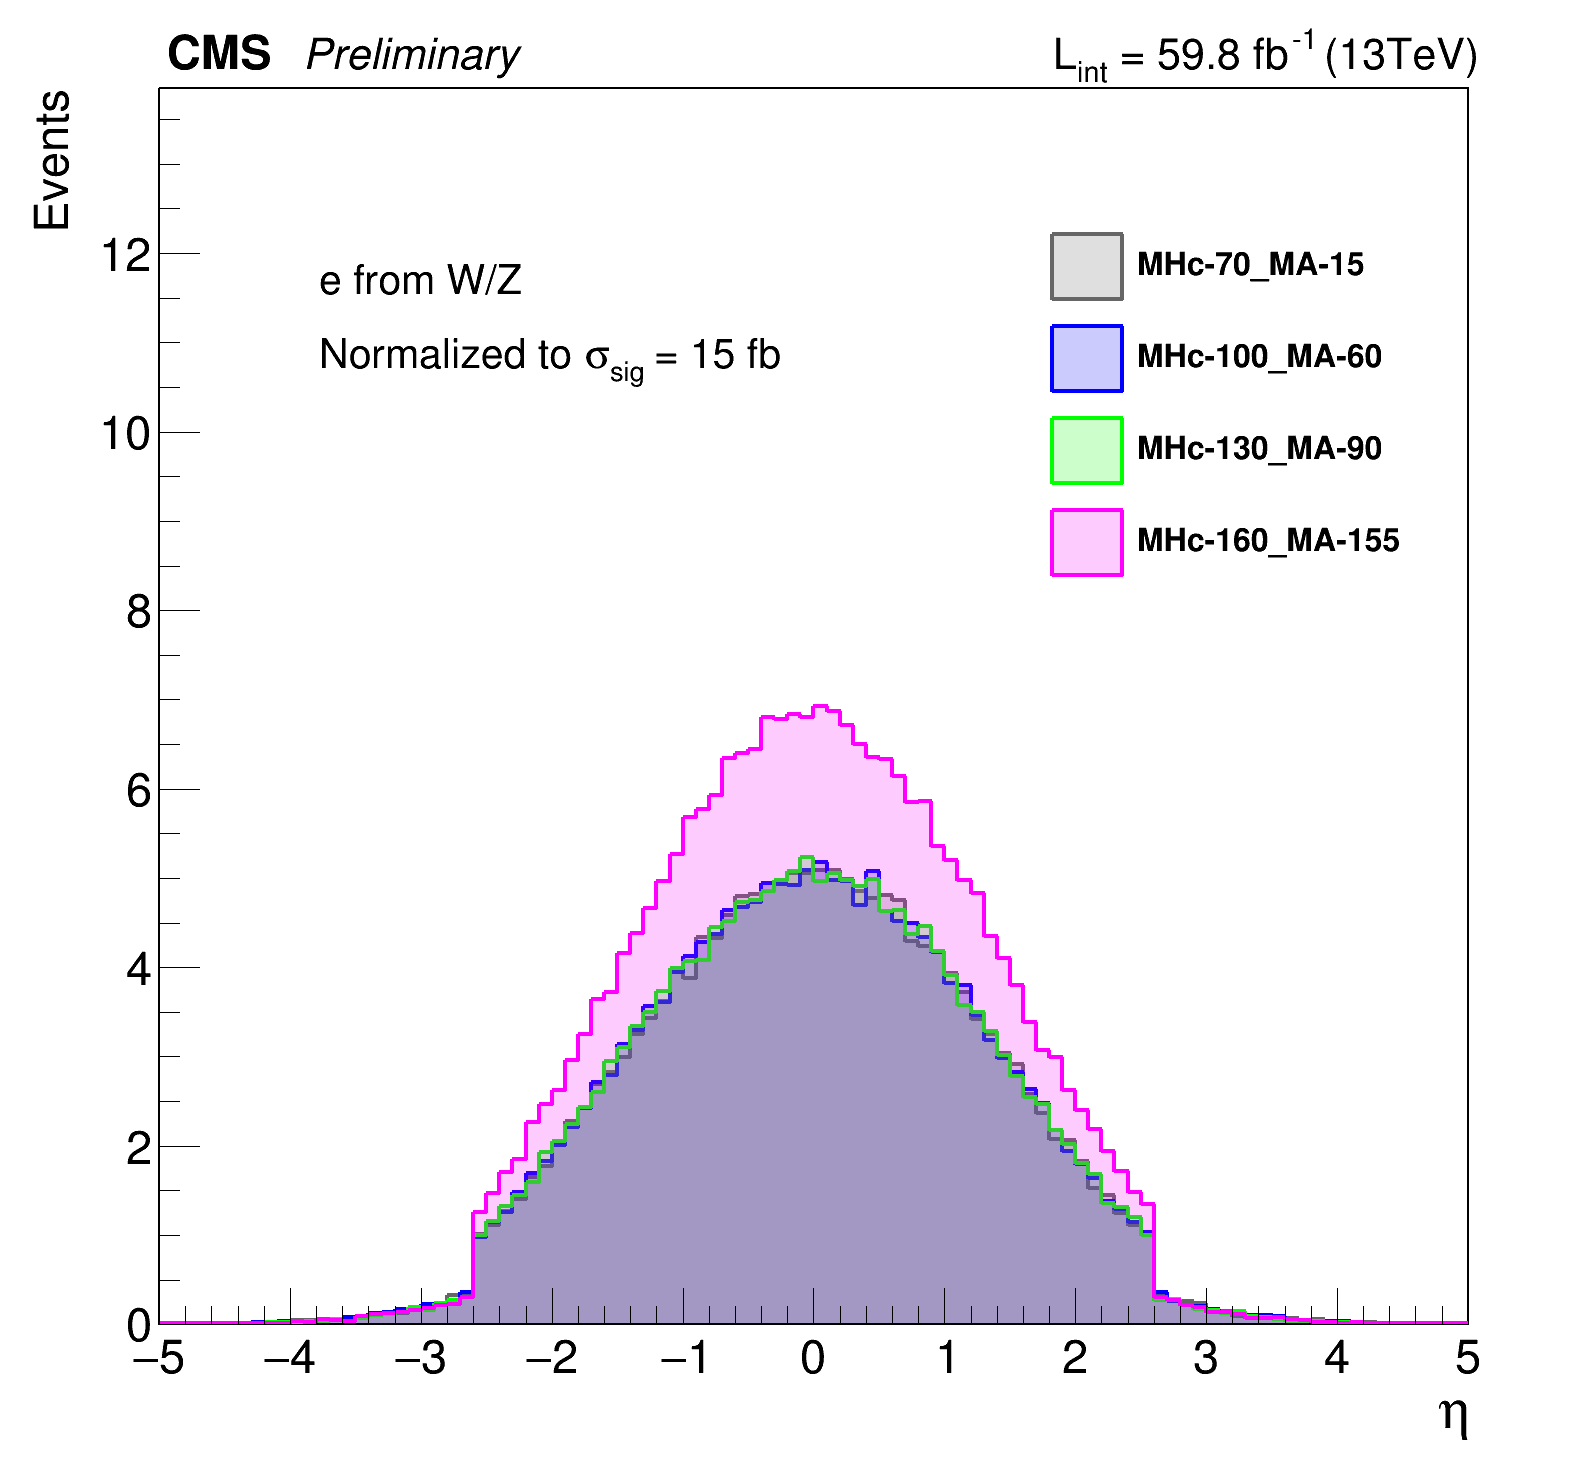 CMS Preliminary L_int = 59.8 fb^-1 (13TeV)
Events
12
10
8
6
4
2
0
e from W/Z
Normalized to σ_sig = 15 fb
MHc-70_MA-15
MHc-100_MA-60
MHc-130_MA-90
MHc-160_MA-155
−5 −4 −3 −2 −1 0 1 2 3 4 5
η